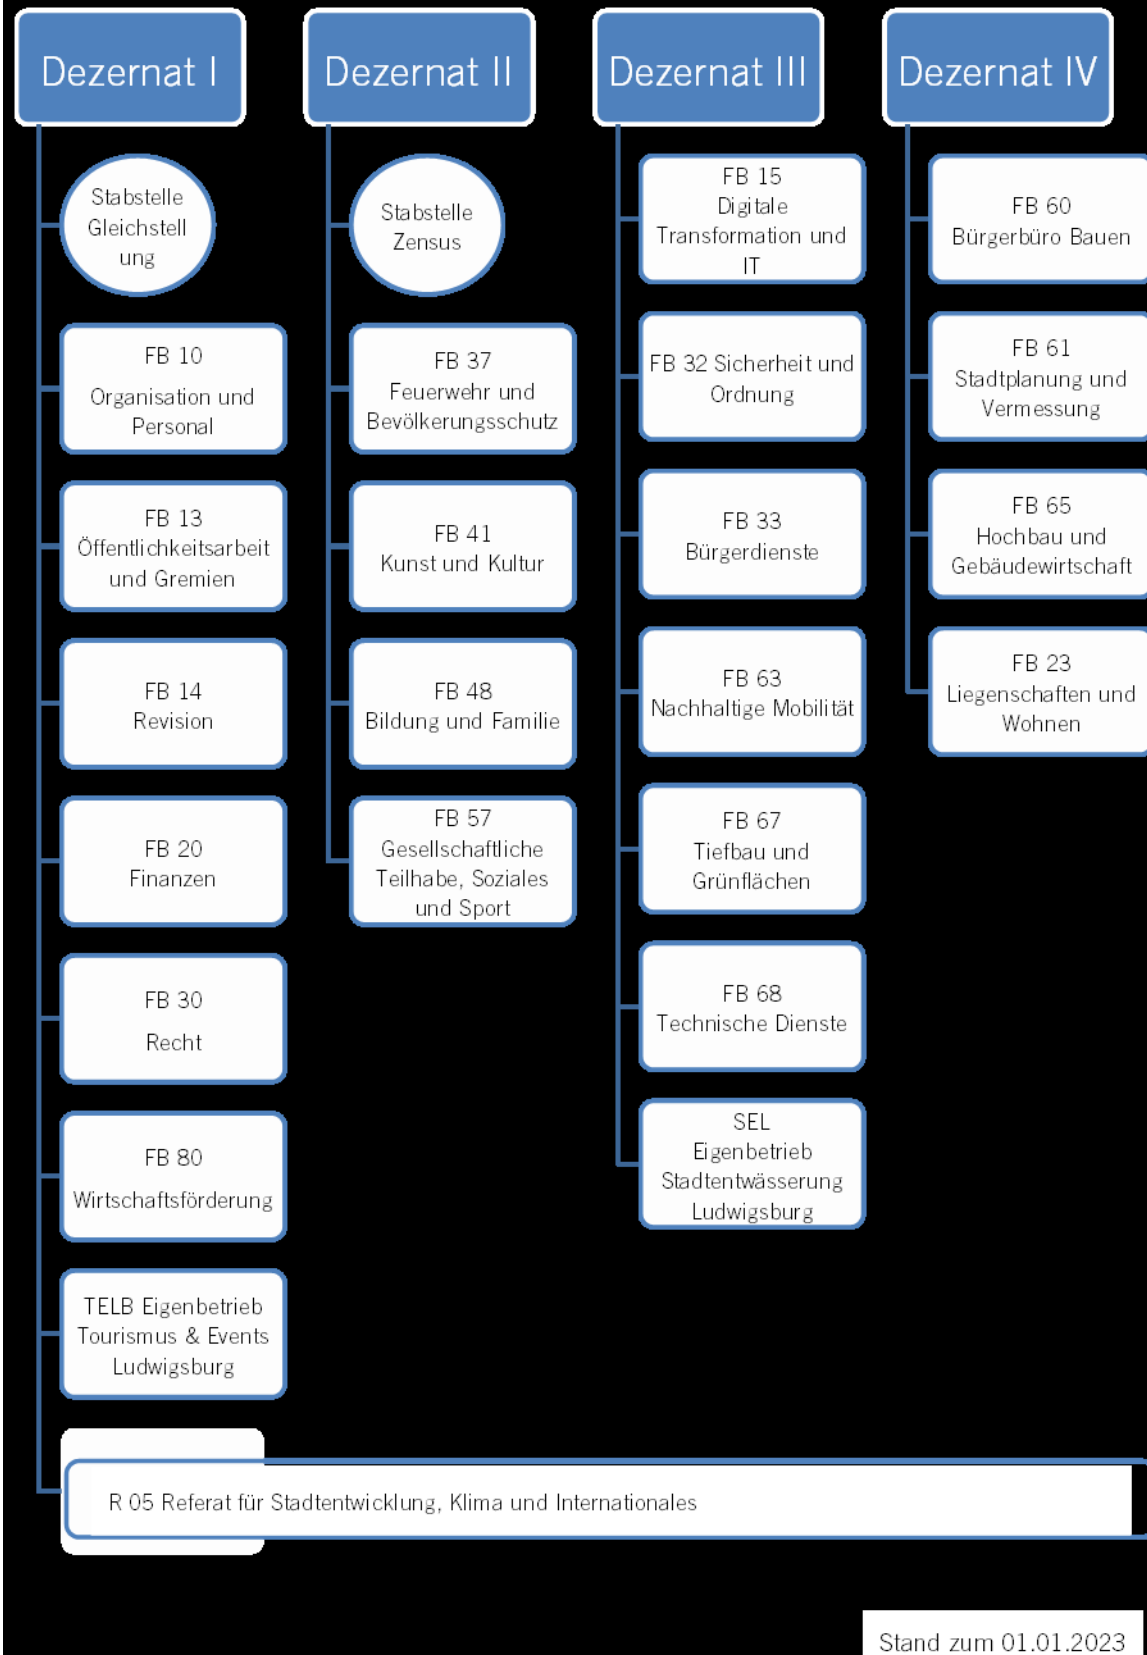 Dezernat I
Stabstelle
Gleichstell
ung
FB 10
Organisation und
Personal
FB 13
Öffentlichkeitsarbeit
und Gremien
FB 14
Revision
FB 20
Finanzen
FB 30
Recht
FB 80
Wirtschaftsförderung
TELB Eigenbetrieb
Tourismus & Events
Ludwigsburg
R 05 Referat für Stadtentwicklung, Klima und Internationales
Dezernat II
Stabstelle
Zensus
FB 37
Feuerwehr und
Bevölkerungsschutz
FB 41
Kunst und Kultur
FB 48
Bildung und Familie
FB 57
Gesellschaftliche
Teilhabe, Soziales
und Sport
Dezernat III
FB 15
Digitale
Transformation und
IT
FB 32 Sicherheit und
Ordnung
FB 33
Bürgerdienste
FB 63
Nachhaltige Mobilität
FB 67
Tiefbau und
Grünflächen
FB 68
Technische Dienste
SEL
Eigenbetrieb
Stadtentwässerung
Ludwigsburg
Dezernat IV
FB 60
Bürgerbüro Bauen
FB 61
Stadtplanung und
Vermessung
FB 65
Hochbau und
Gebäudewirtschaft
FB 23
Liegenschaften und
Wohnen
Stand zum 01.01.2023